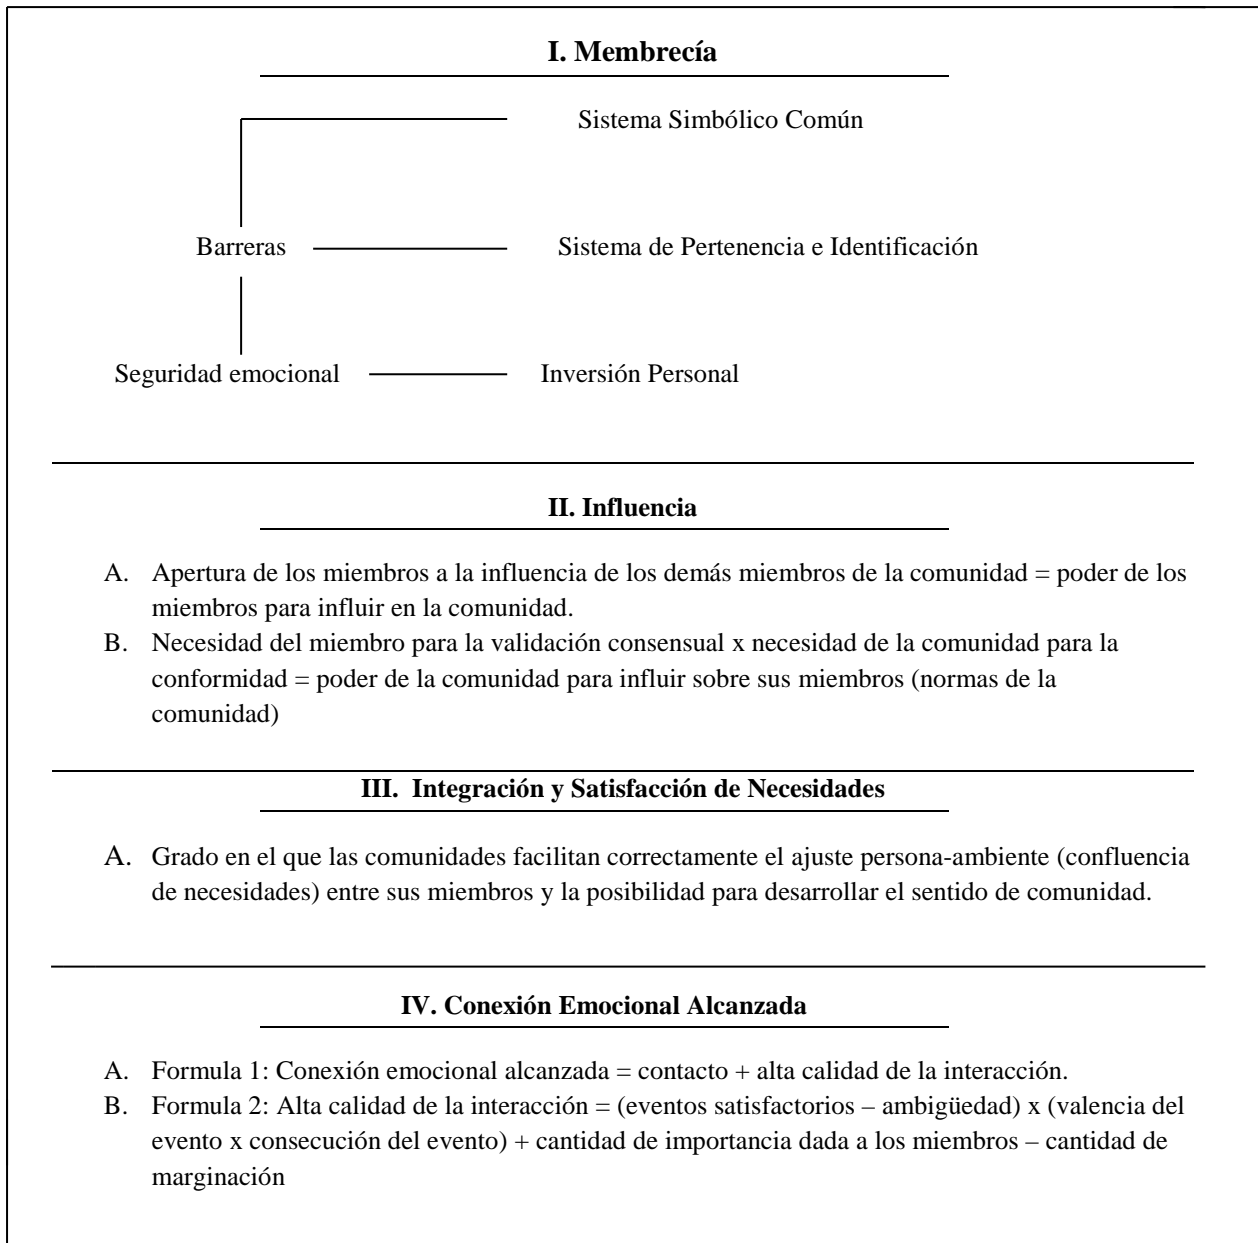 I. Membrecía
Sistema Simbólico Común
Barreras
Sistema de Pertenencia e Identificación
Seguridad emocional
Inversión Personal
II. Influencia
A. Apertura de los miembros a la influencia de los demás miembros de la comunidad = poder de los
miembros para influir en la comunidad.
B. Necesidad del miembro para la validación consensual x necesidad de la comunidad para la
conformidad = poder de la comunidad para influir sobre sus miembros (normas de la
comunidad)
III. Integración y Satisfacción de Necesidades
A. Grado en el que las comunidades facilitan correctamente el ajuste persona-ambiente (confluencia
de necesidades) entre sus miembros y la posibilidad para desarrollar el sentido de comunidad.
IV. Conexión Emocional Alcanzada
A. Formula 1: Conexión emocional alcanzada = contacto + alta calidad de la interacción.
B. Formula 2: Alta calidad de la interacción = (eventos satisfactorios – ambigüedad) x (valencia del
evento x consecución del evento) + cantidad de importancia dada a los miembros – cantidad de
marginación